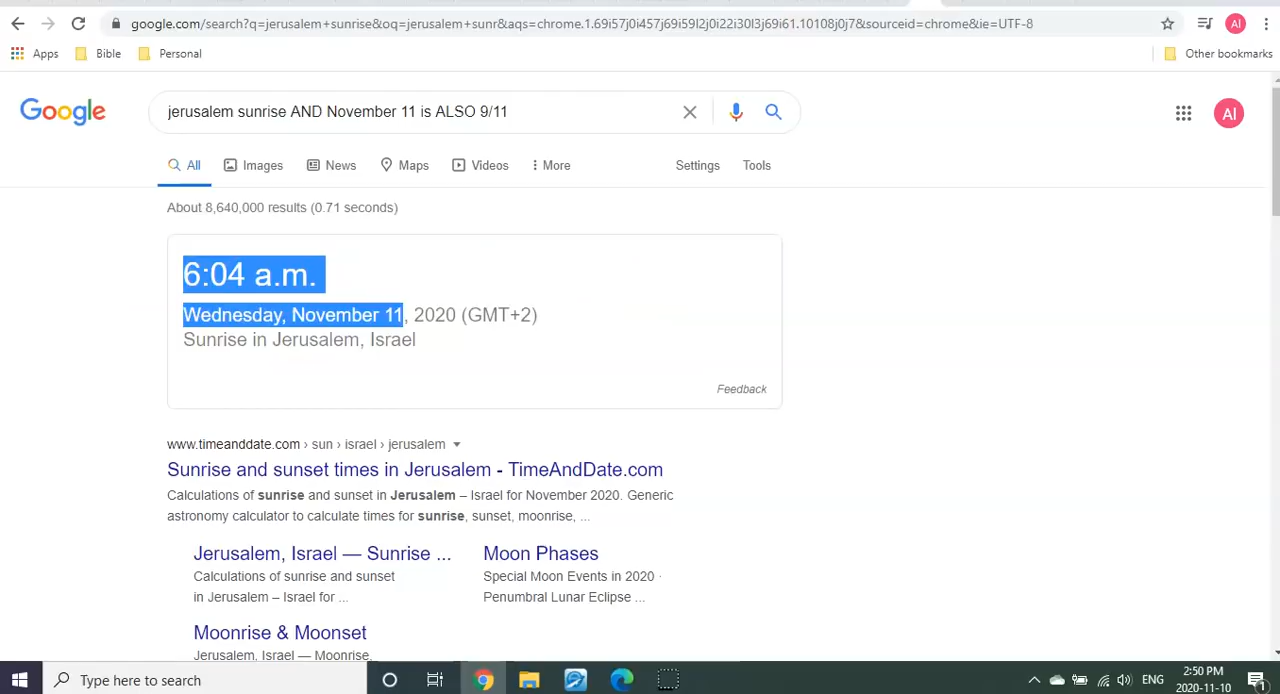 google.com/search?q=jerusalem+sunrise&oq=jerusalem+sunr&aqs=chrome.1.69i57j0i457j69i59l2j0i22i30l3j69i61.10108j0j7&sourceid=chrome&ie=UTF-8
AI
Apps Bible Personal Other bookmarks
Google
jerusalem sunrise AND November 11 is ALSO 9/11
AI
All Images News Maps Videos More Settings Tools
About 8,640,000 results (0.71 seconds)
6:04 a.m.
Wednesday, November 11, 2020 (GMT+2)
Sunrise in Jerusalem, Israel
Feedback
www.timeanddate.com › sun › israel › jerusalem
Sunrise and sunset times in Jerusalem - TimeAndDate.com
Calculations of sunrise and sunset in Jerusalem – Israel for November 2020. Generic
astronomy calculator to calculate times for sunrise, sunset, moonrise, ...
Jerusalem, Israel — Sunrise ... Moon Phases
Calculations of sunrise and sunset Special Moon Events in 2020 ·
in Jerusalem – Israel for ... Penumbral Lunar Eclipse ...
Moonrise & Moonset
Jerusalem, Israel — Moonrise,
Type here to search
ENG
2:50 PM
2020-11-10
1